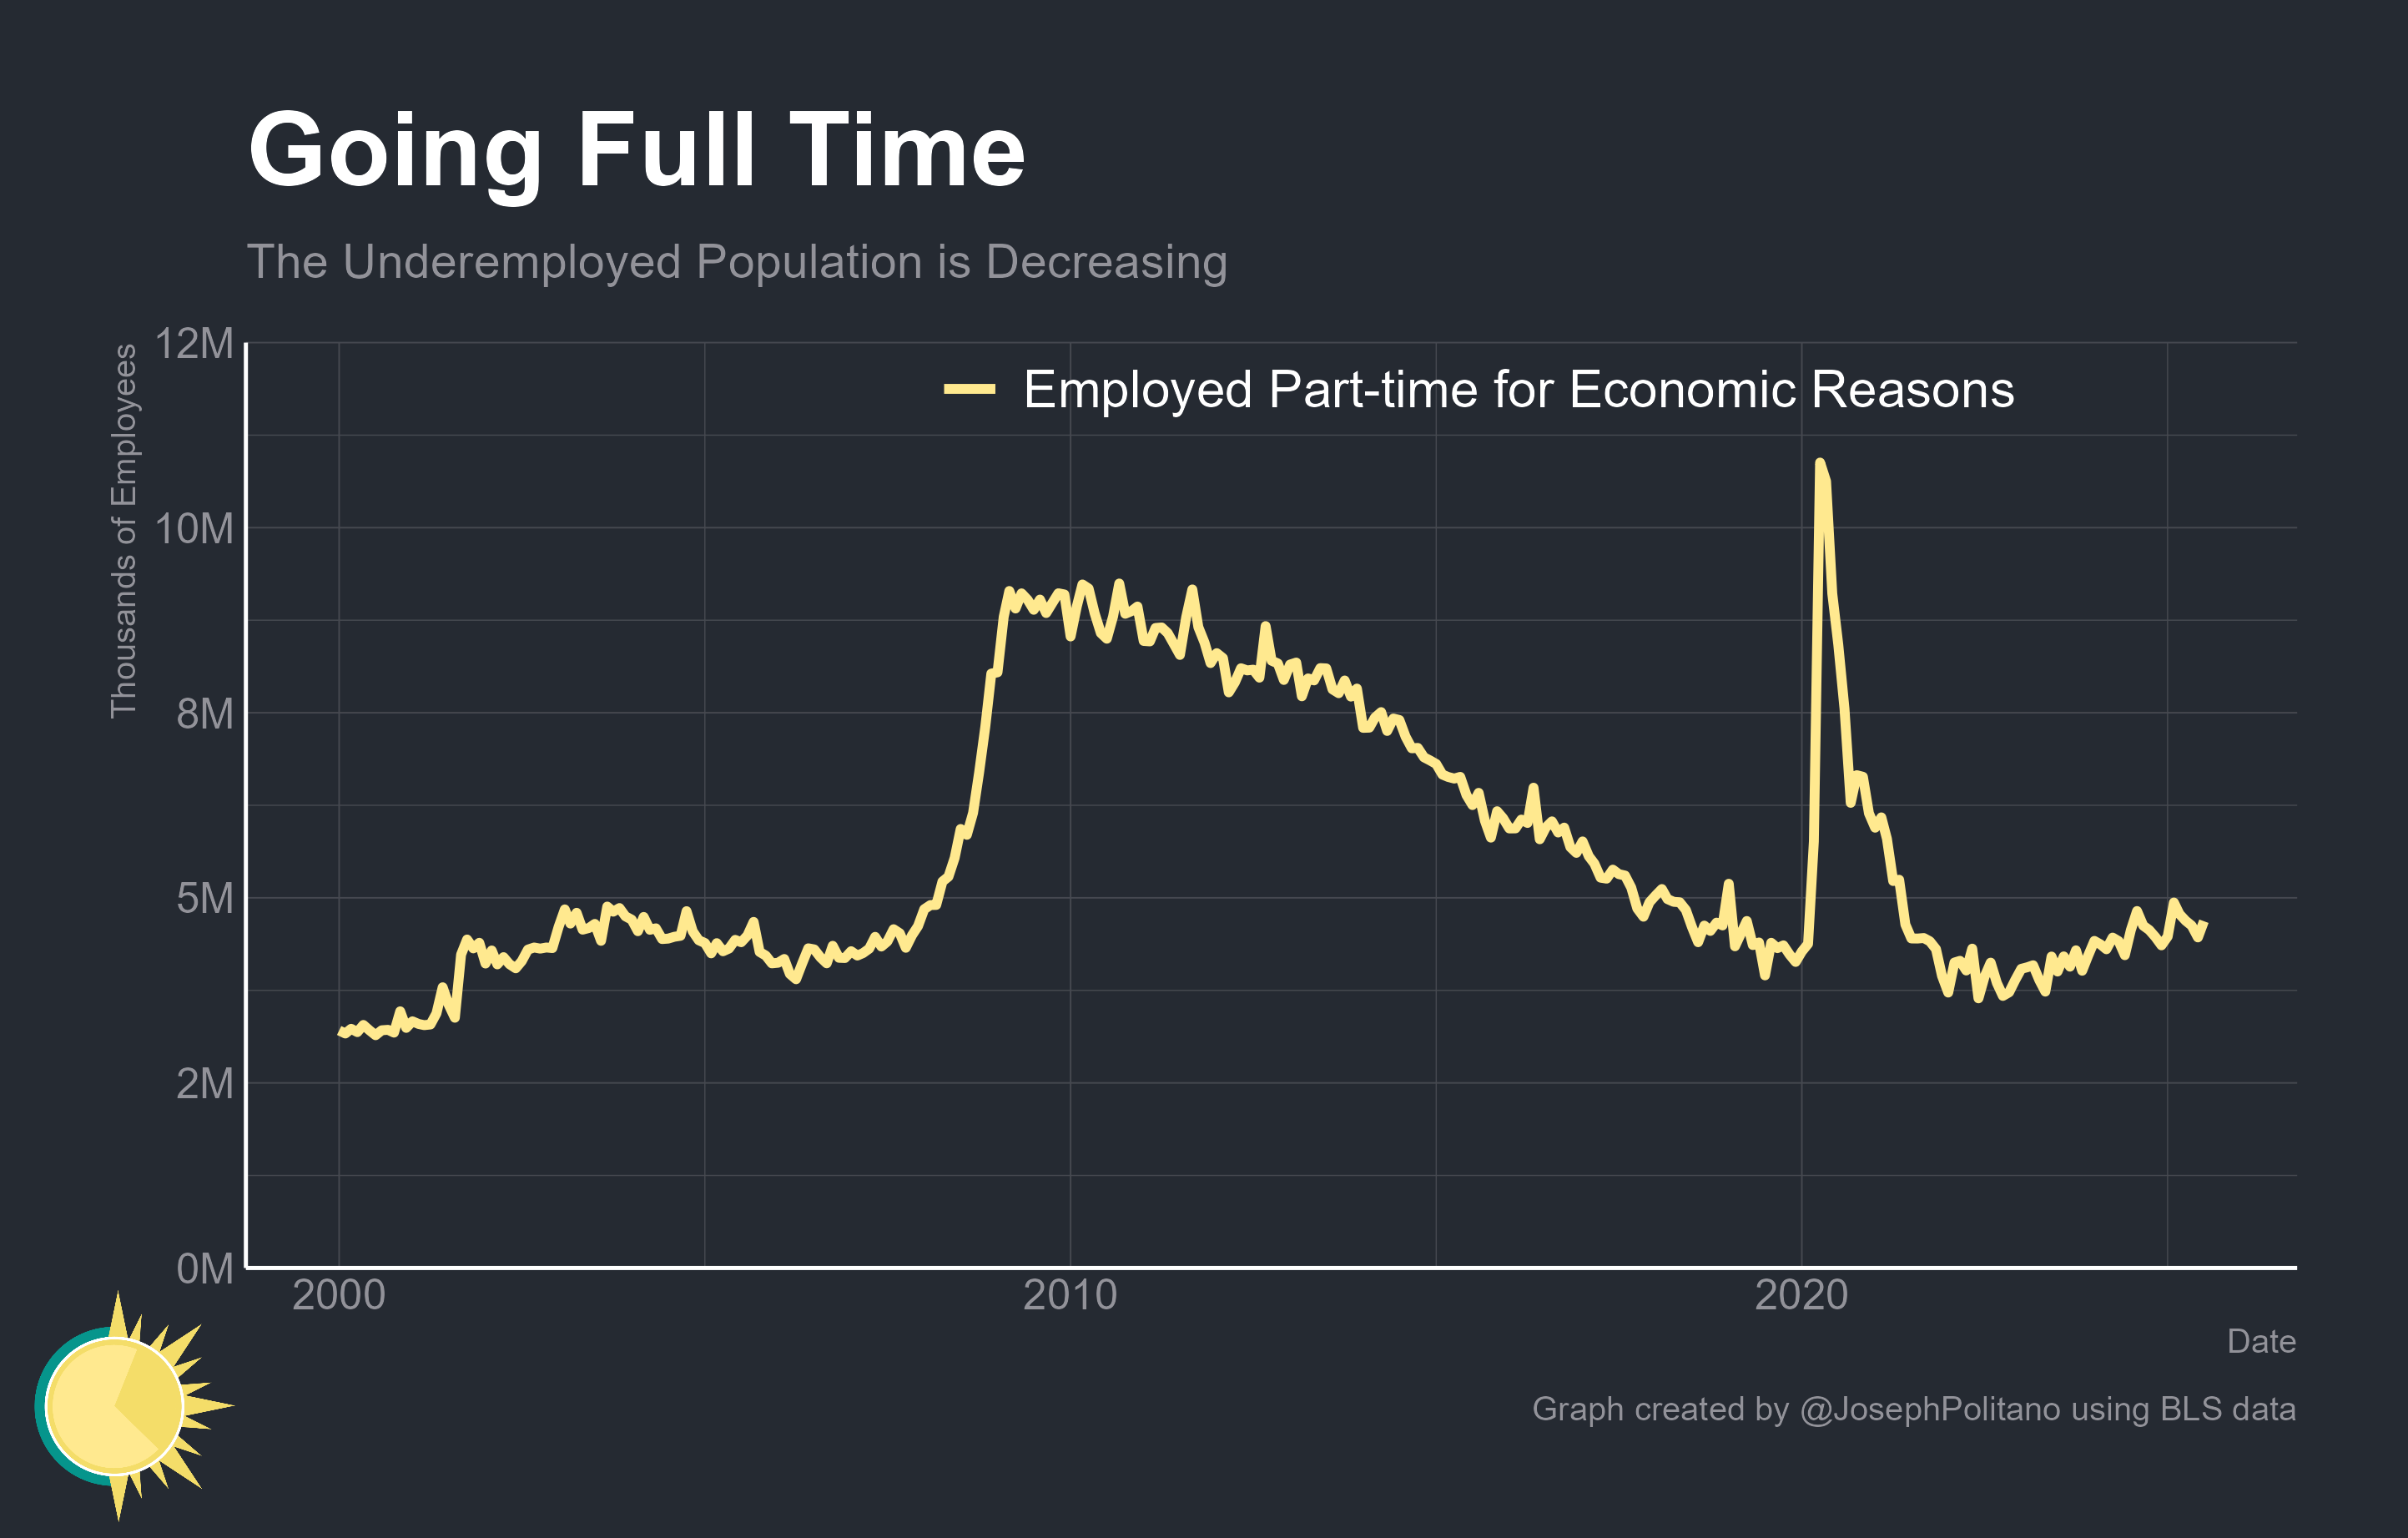 Going Full Time
The Underemployed Population is Decreasing
Thousands of Employees
12M
10M
8M
5M
2M
0M
Employed Part-time for Economic Reasons
2000
2010
2020
Date
Graph created by @JosephPolitano using BLS data